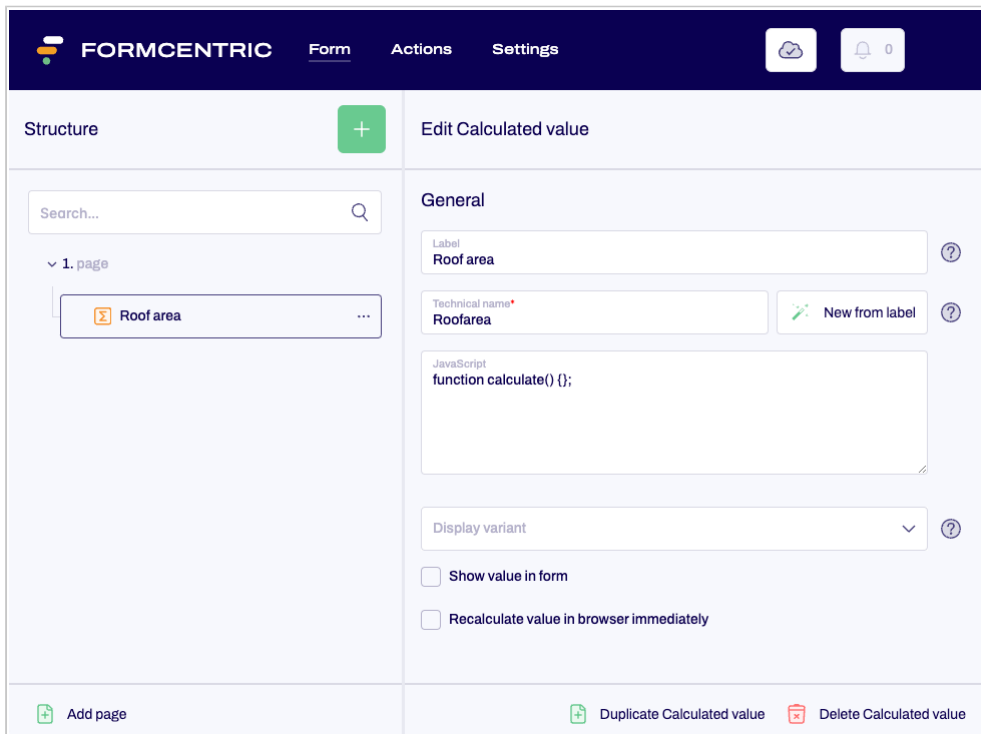 FORMCENTRIC Form Actions Settings 0
Structure
+
Edit Calculated value
Search...
1. page
Roof area ...
General
Label
Roof area
?
Technical name*
Roofarea
New from label
?
JavaScript
function calculate() {};
Display variant
?
Show value in form
Recalculate value in browser immediately
Add page
Duplicate Calculated value
Delete Calculated value